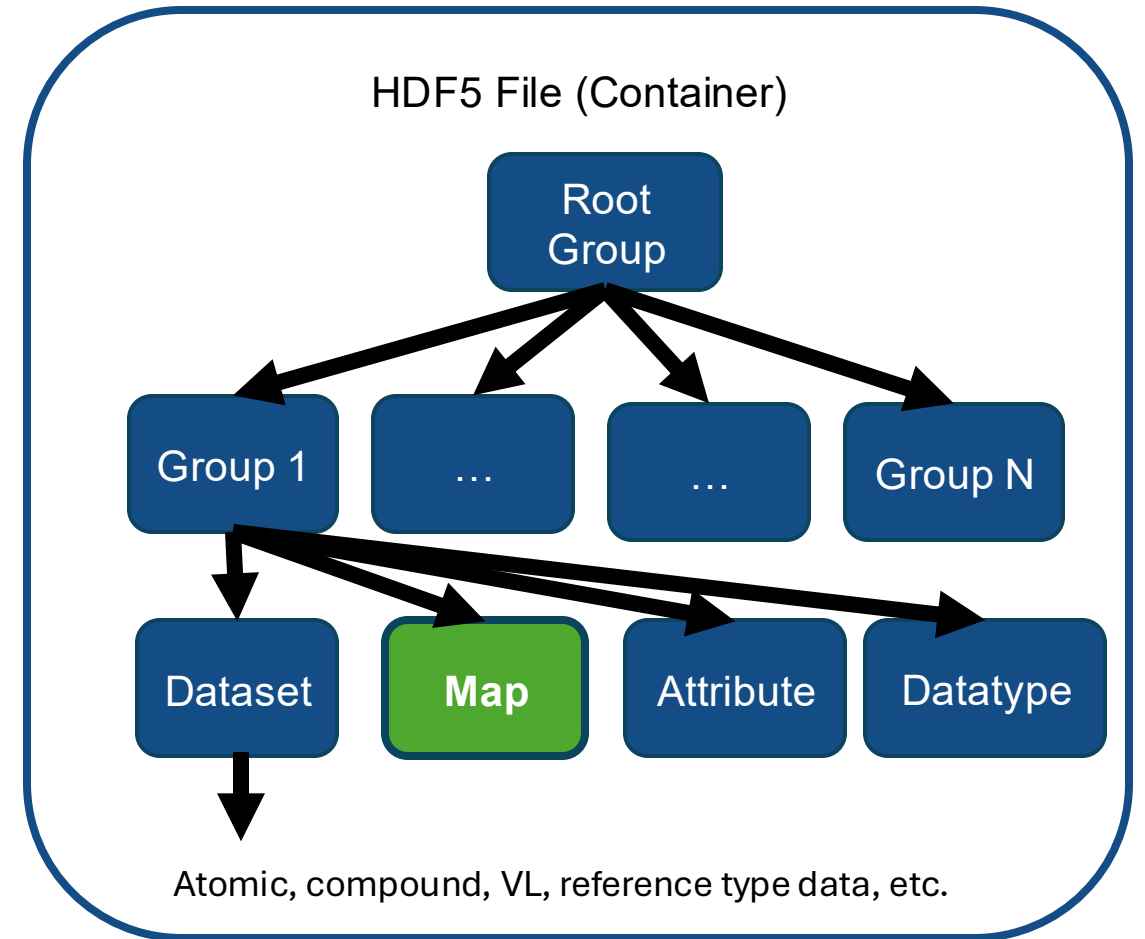 HDF5 File (Container)
Root
Group
Group 1
...
...
Group N
Dataset
Map
Attribute
Datatype
Atomic, compound, VL, reference type data, etc.